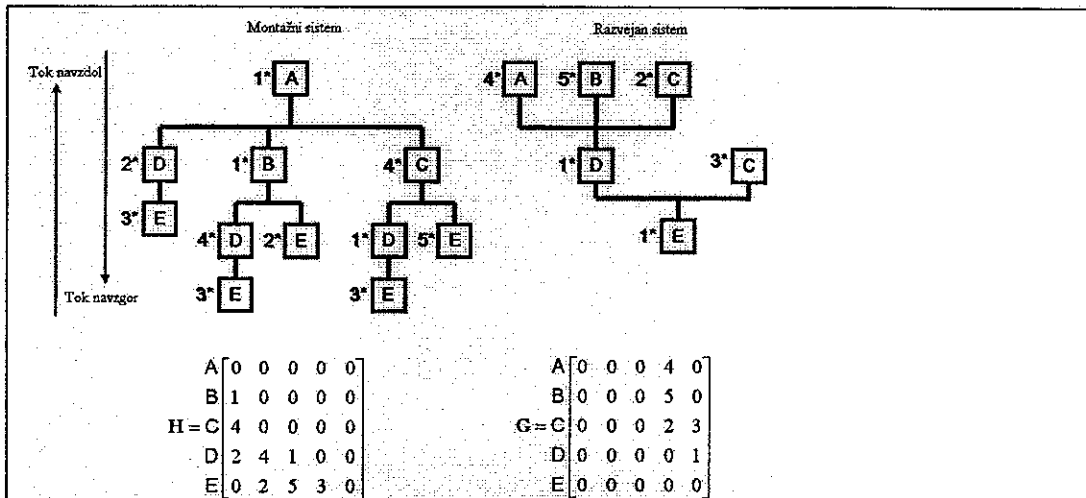 Montažni sistem
Razvejan sistem
Tok navzdol
1* A
4* A 5* B 2* C
2* D 1* B 4* C
1* D 3* C
3* E
4* D 2* E 1* D 5* E
1* E
3* E 3* E
Tok navzgor
A 0 0 0 0 0
B 1 0 0 0 0
H = C 4 0 0 0 0
D 2 4 1 0 0
E 0 2 5 3 0
A 0 0 0 4 0
B 0 0 0 5 0
G = C 0 0 0 2 3
D 0 0 0 0 1
E 0 0 0 0 0